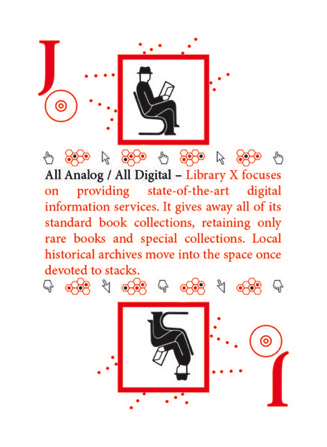 J
All Analog / All Digital – Library X focuses
on providing state-of-the-art digital
information services. It gives away all of its
standard book collections, retaining only
rare books and special collections. Local
historical archives move into the space once
devoted to stacks.
J